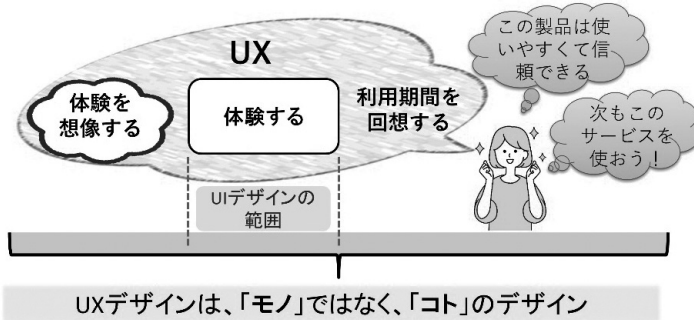 UX
体験を
想像する
体験する
利用期間を
回想する
この製品は使
いやすくて信
頼できる
次もこの
サービスを
使おう！
UIデザインの
範囲
UXデザインは、「モノ」ではなく、「コト」のデザイン